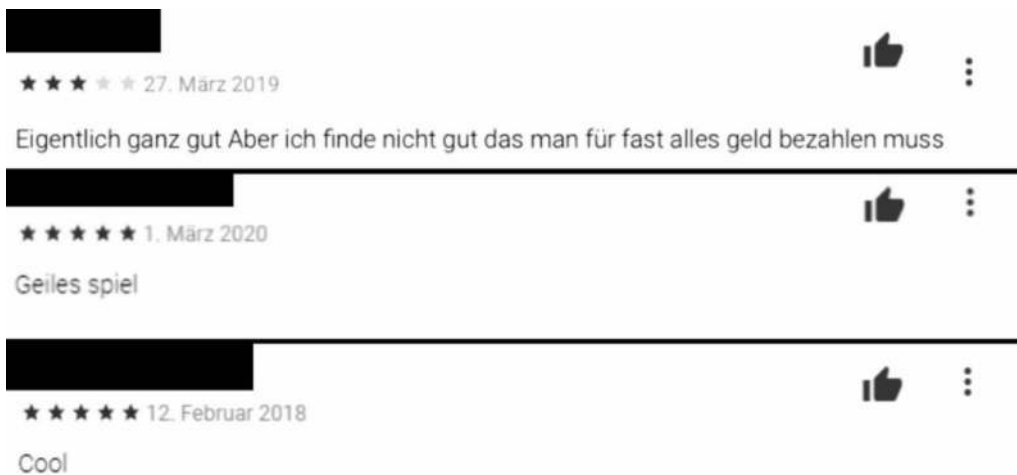 27. März 2019
Eigentlich ganz gut Aber ich finde nicht gut das man für fast alles geld bezahlen muss
1. März 2020
Geiles spiel
12. Februar 2018
Cool